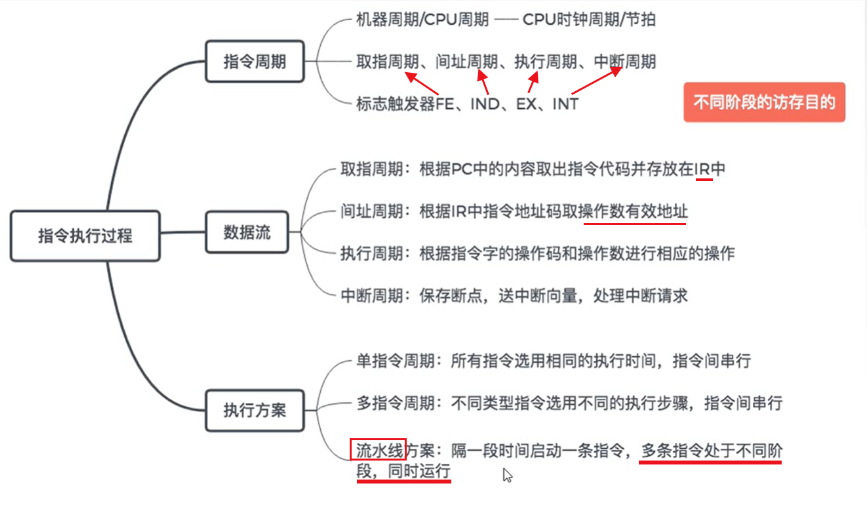 机器周期/CPU周期 —— CPU时钟周期/节拍
指令周期
取指周期、间址周期、执行周期、中断周期
标志触发器FE、IND、EX、INT
不同阶段的访存目的
取指周期：根据PC中的内容取出指令代码并存放在IR中
间址周期：根据IR中指令地址码取操作数有效地址
指令执行过程
数据流
执行周期：根据指令字的操作码和操作数进行相应的操作
中断周期：保存断点，送中断向量，处理中断请求
单指令周期：所有指令选用相同的执行时间，指令间串行
执行方案
多指令周期：不同类型指令选用不同的执行步骤，指令间串行
流水线方案：隔一段时间启动一条指令，多条指令处于不同阶
段，同时运行